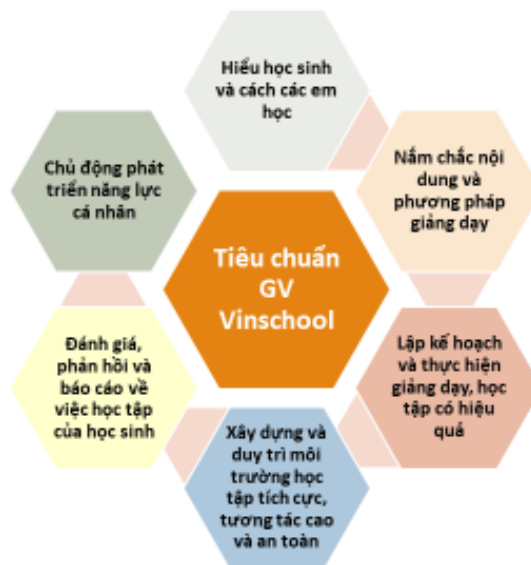 Hiểu học sinh
và cách các em
học
Nắm chắc nội
dung và
phương pháp
giảng dạy
Lập kế hoạch
và thực hiện
giảng dạy, học
tập có hiệu
quả
Xây dựng và
duy trì môi
trường học
tập tích cực,
tương tác cao
và an toàn
Đánh giá,
phản hồi và
báo cáo về
việc học tập
của học sinh
Chủ động phát
triển năng lực
cá nhân
Tiêu chuẩn
GV
Vinschool